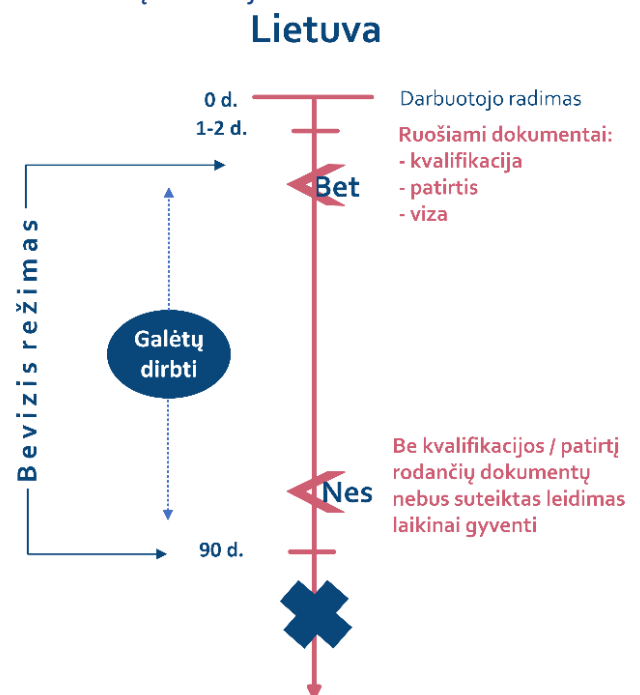 Lietuva
0 d.
Darbuotojo radimas
1-2 d.
Ruošiami dokumentai:
- kvalifikacija
- patirtis
- viza
Bet
Bevizis režimas
Galėtų
dirbti
Be kvalifikacijos / patirtį
rodančių dokumentų
nebus suteiktas leidimas
laikinai gyventi
Nes
90 d.